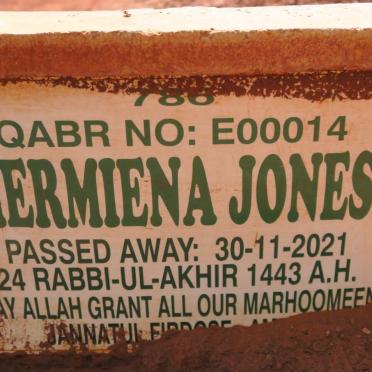 786
QABR NO: E00014
HERMIENA JONES
PASSED AWAY: 30-11-2021
24 RABBI-UL-AKHIR 1443 A.H.
ALLAH GRANT ALL OUR MARHOOMEEN
JANNATUL FIRDOSE